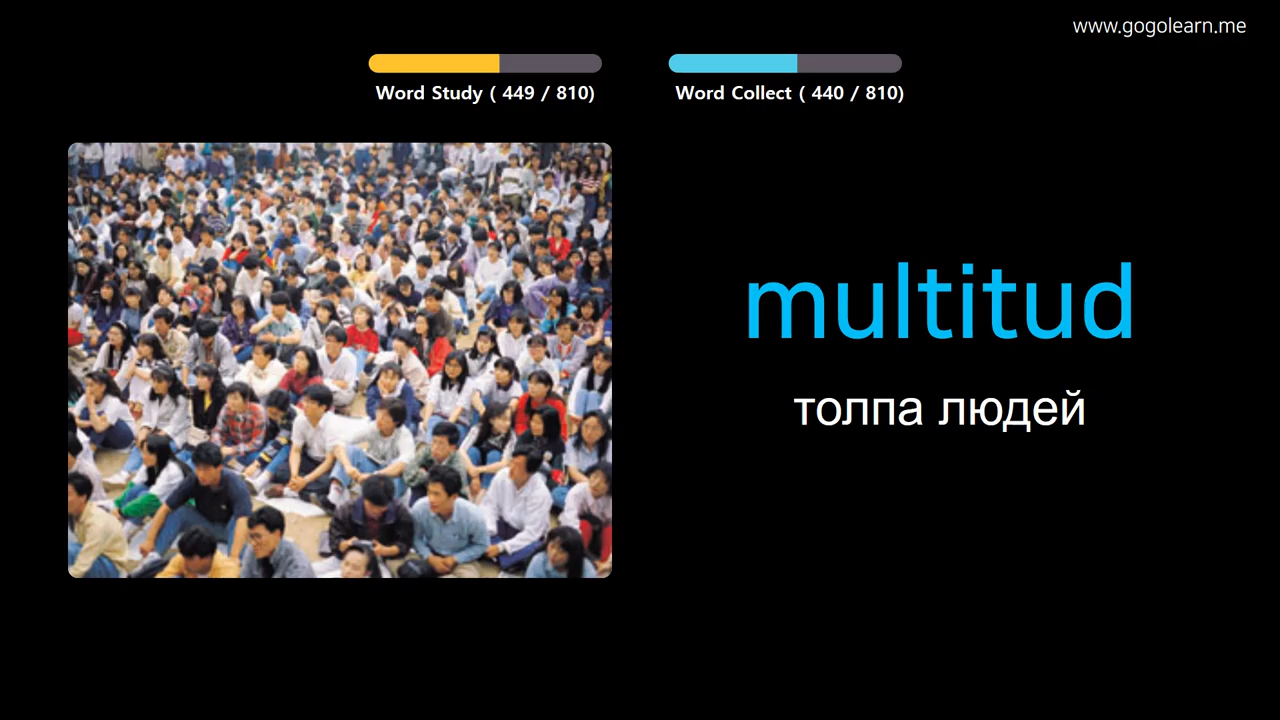 www.gogolearn.me
Word Study ( 449 / 810)
Word Collect ( 440 / 810)
multitud
толпа людей